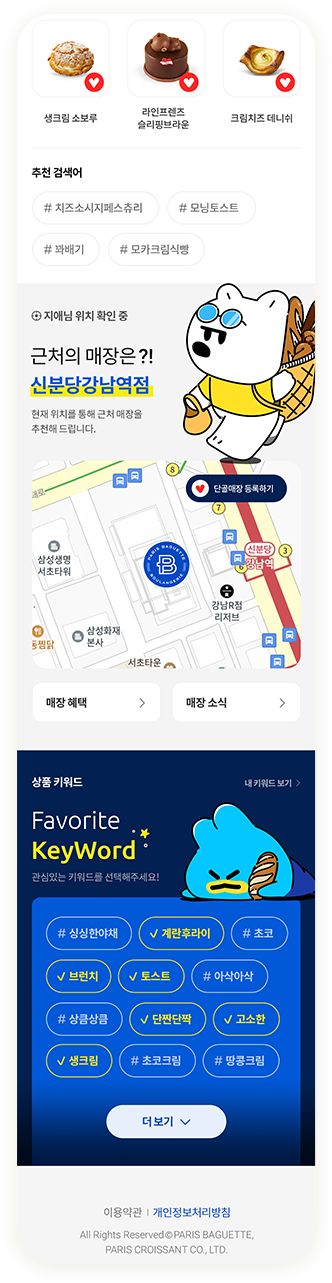 생크림 소보루
라인프렌즈
슬리핑브라운
크림치즈 데니쉬
추천 검색어
# 치즈소시지페스츄리
# 모닝토스트
# 꽈배기
# 모카크림식빵
지애님 위치 확인 중
근처의 매장은?!
신분당강남역점
현재 위치를 통해 근처 매장을
추천해 드립니다.
단골매장 등록하기
8
7
3
6
신분당
강남역
PARIS BAGUETTE
B
BOULANGERIE
삼성생명
서초타워
강남R점
리저브
삼성화재
본사
동찜닭
서초타운
매장 혜택
매장 소식
상품 키워드
내 키워드 보기
Favorite
KeyWord
관심있는 키워드를 선택해주세요!
# 싱싱한야채
계란후라이
# 초코
브런치
토스트
# 아삭아삭
# 상큼상큼
단짠단짝
고소한
생크림
# 초코크림
# 땅콩크림
더 보기
이용약관 | 개인정보처리방침
All Rights Reserved©PARIS BAGUETTE,
PARIS CROISSANT CO., LTD.